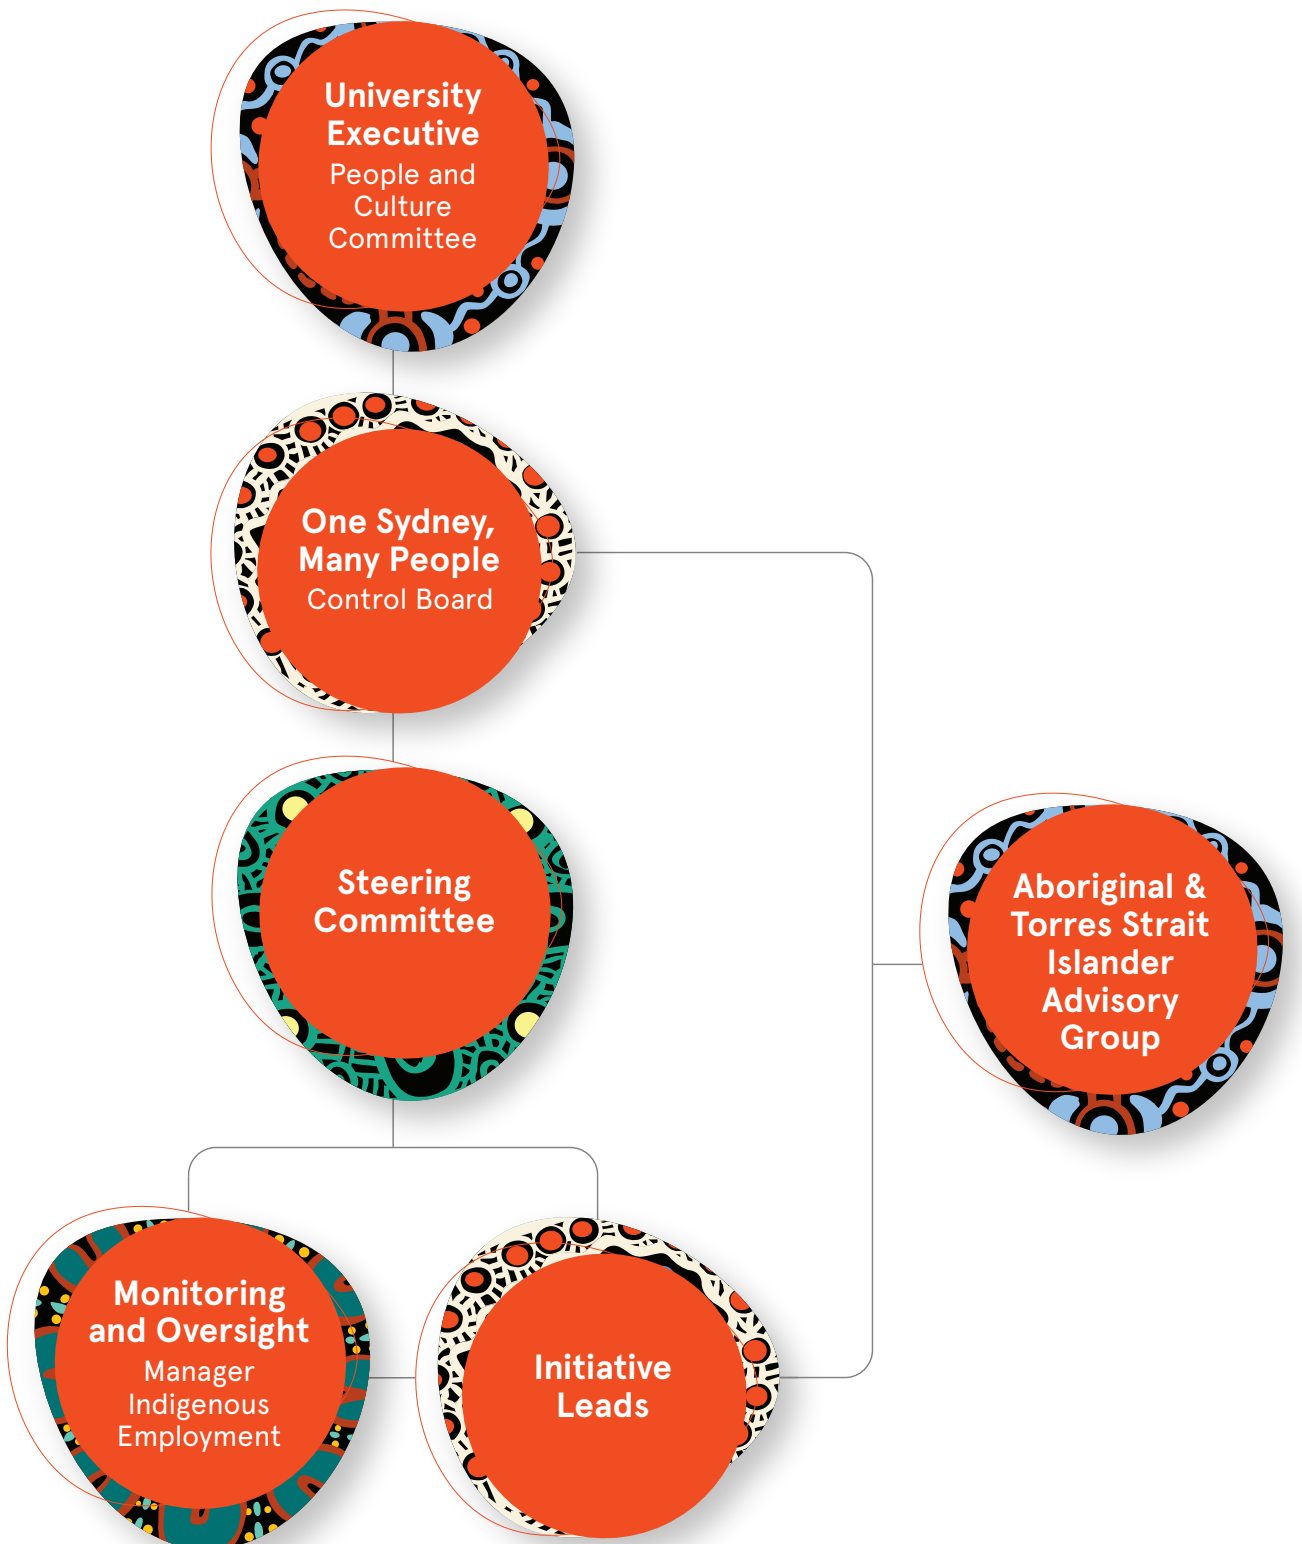 University
Executive
People and
Culture
Committee
One Sydney,
Many People
Control Board
Steering
Committee
Aboriginal &
Torres Strait
Islander
Advisory
Group
Monitoring
and Oversight
Manager
Indigenous
Employment
Initiative
Leads